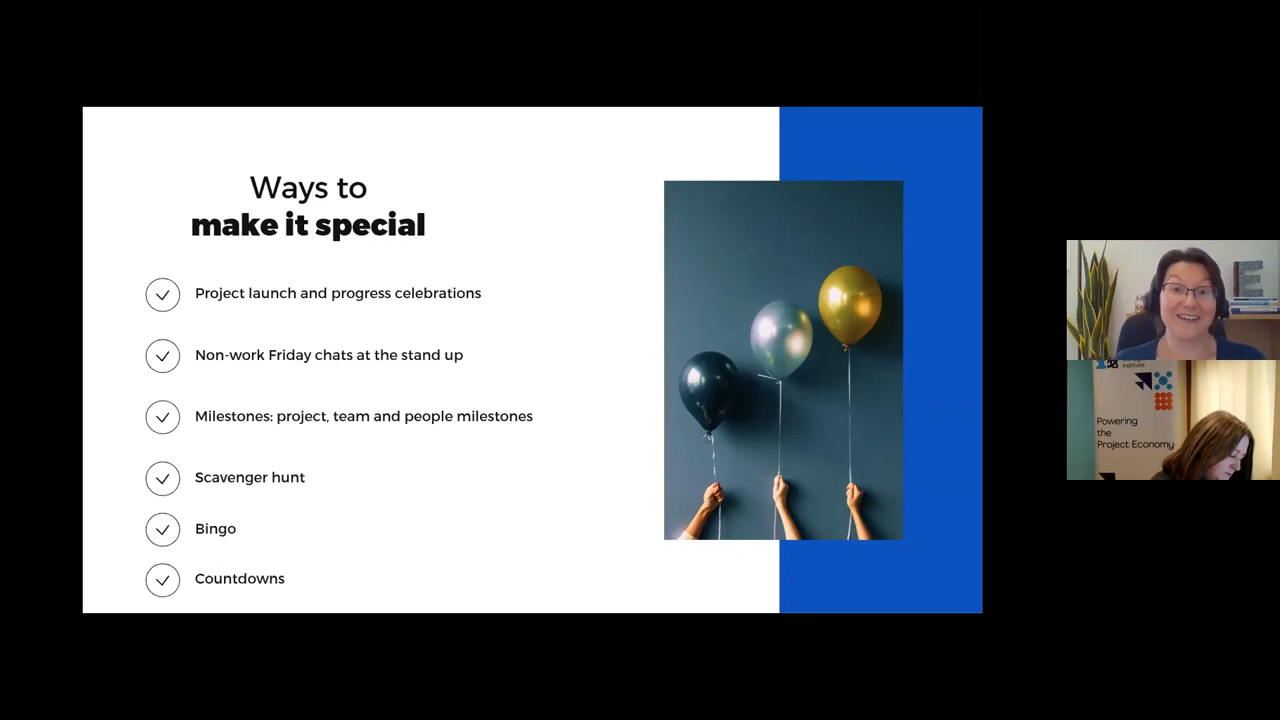 Ways to
make it special
Project launch and progress celebrations
Non-work Friday chats at the stand up
Milestones: project, team and people milestones
Scavenger hunt
Bingo
Countdowns
E
institute
Powering
the
Project Economy